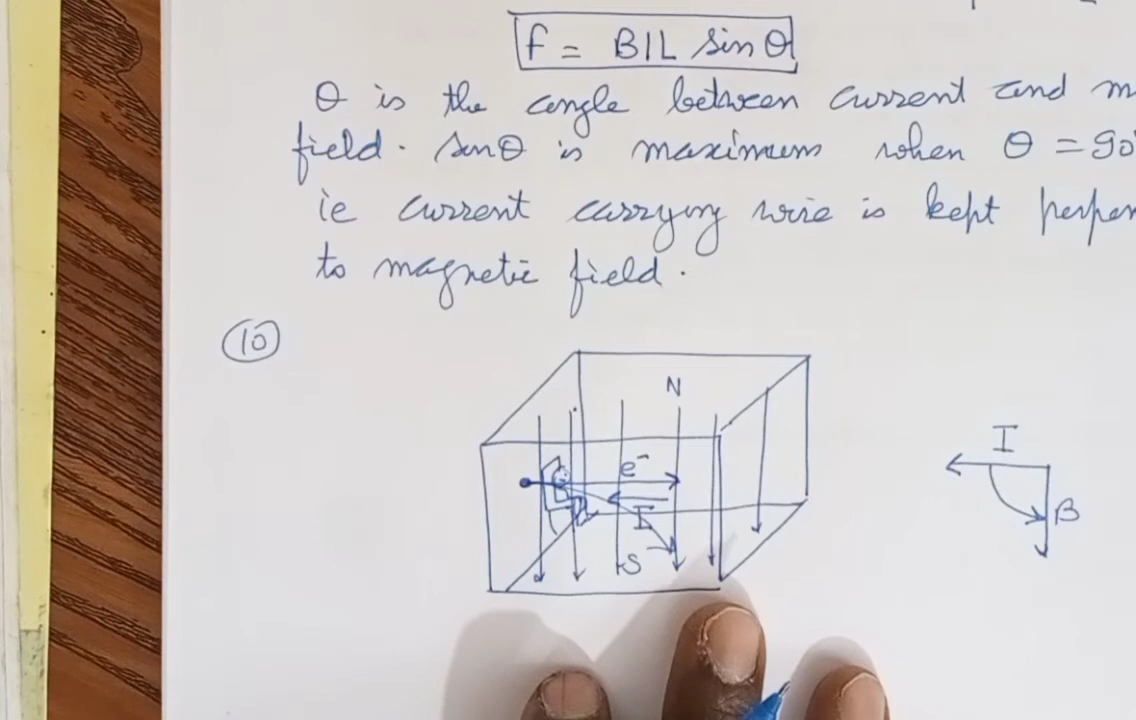 F = BIL sin θ
θ is the angle between current and m
field. sinθ is maximum when θ = 90°
ie current carrying wire is kept perpen
to magnetic field.
10
N
e⁻
I
S
I
B